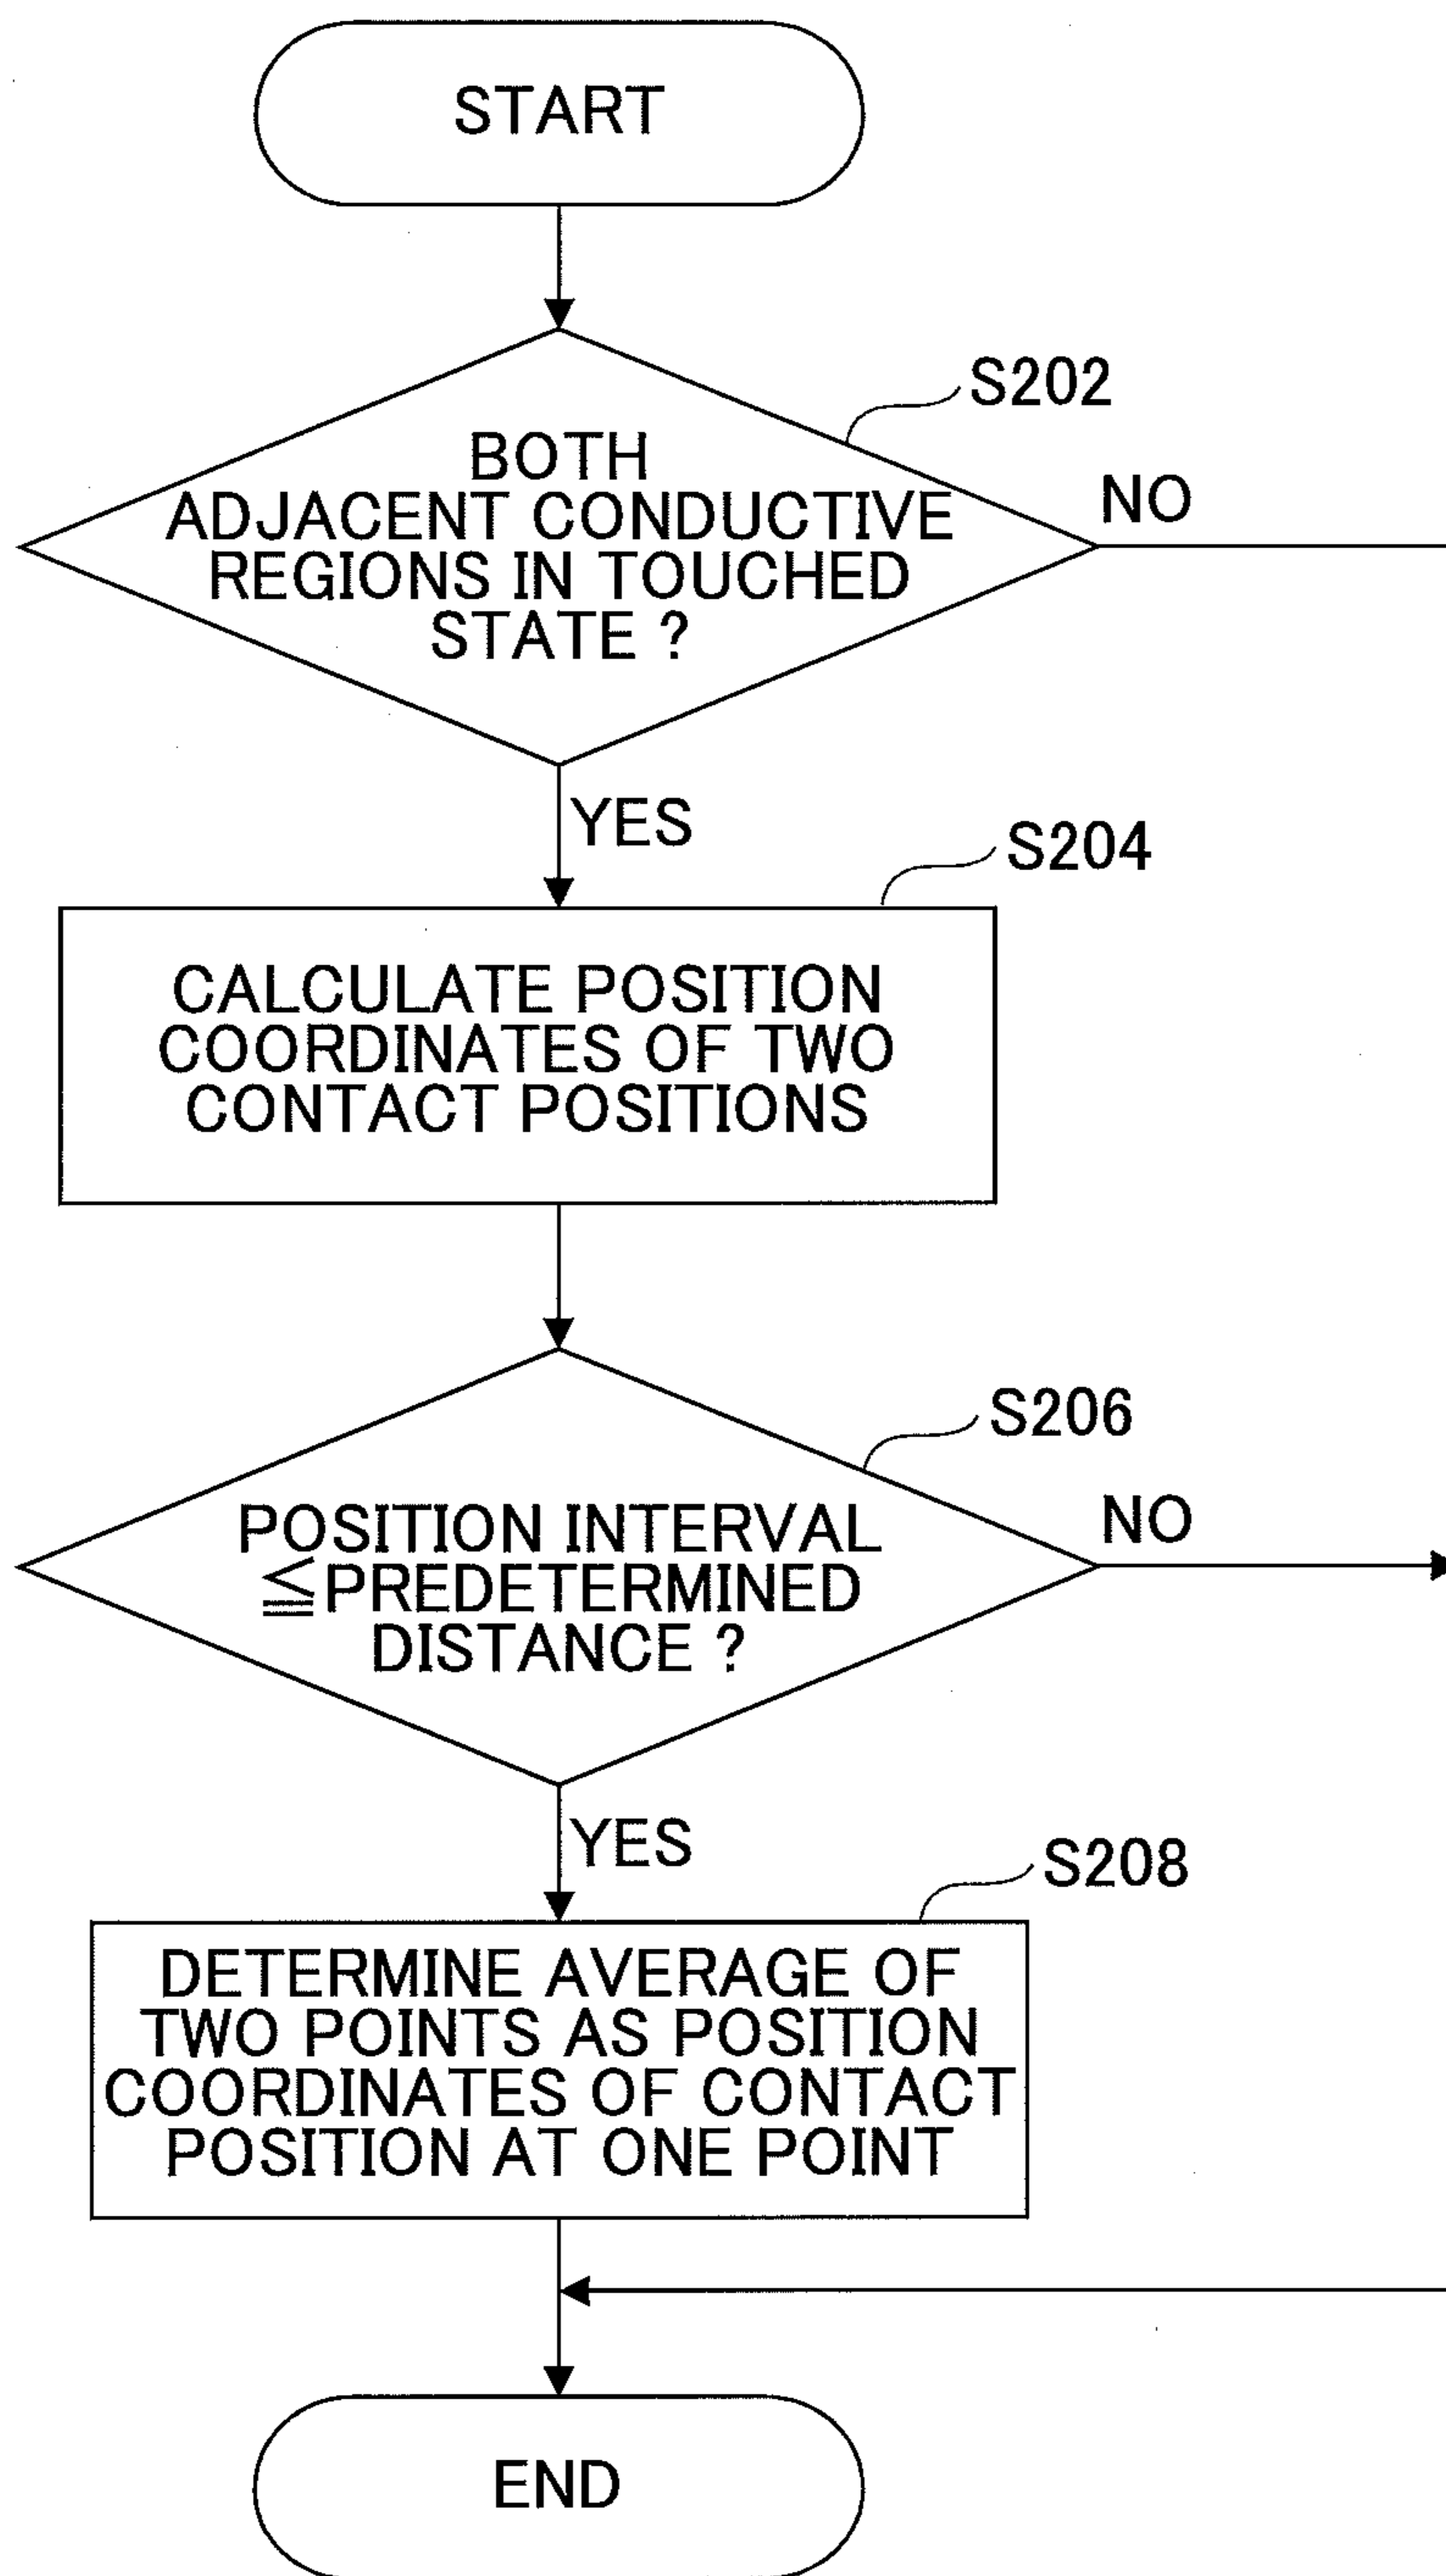 START
S202
BOTH
ADJACENT CONDUCTIVE
REGIONS IN TOUCHED
STATE ?
NO
YES
S204
CALCULATE POSITION
COORDINATES OF TWO
CONTACT POSITIONS
S206
POSITION INTERVAL
≦PREDETERMINED
DISTANCE ?
NO
YES
S208
DETERMINE AVERAGE OF
TWO POINTS AS POSITION
COORDINATES OF CONTACT
POSITION AT ONE POINT
END